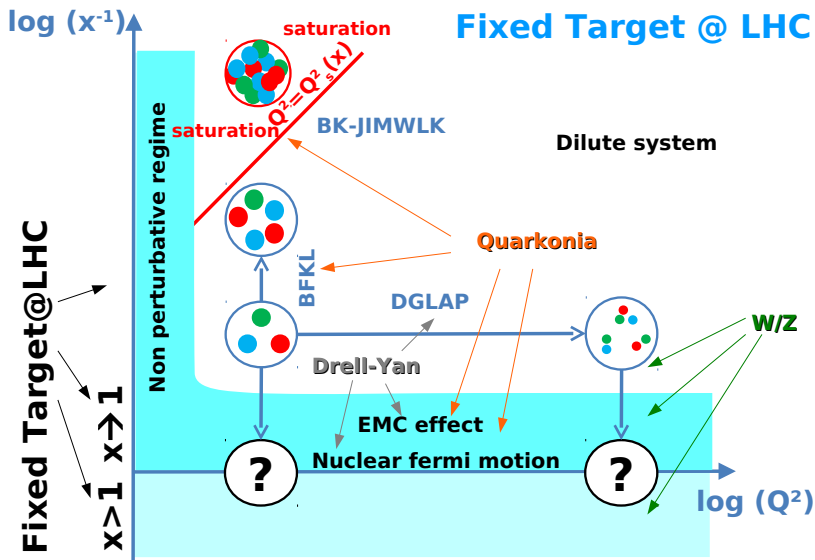 log (x⁻¹)
Fixed Target @ LHC
saturation
Q²=Q²ₛ(x)
saturation
BK-JIMWLK
Dilute system
Non perturbative regime
Quarkonia
BFKL
DGLAP
W/Z
Drell-Yan
Fixed Target@LHC
x→1
x>1
EMC effect
Nuclear fermi motion
?
?
log (Q²)